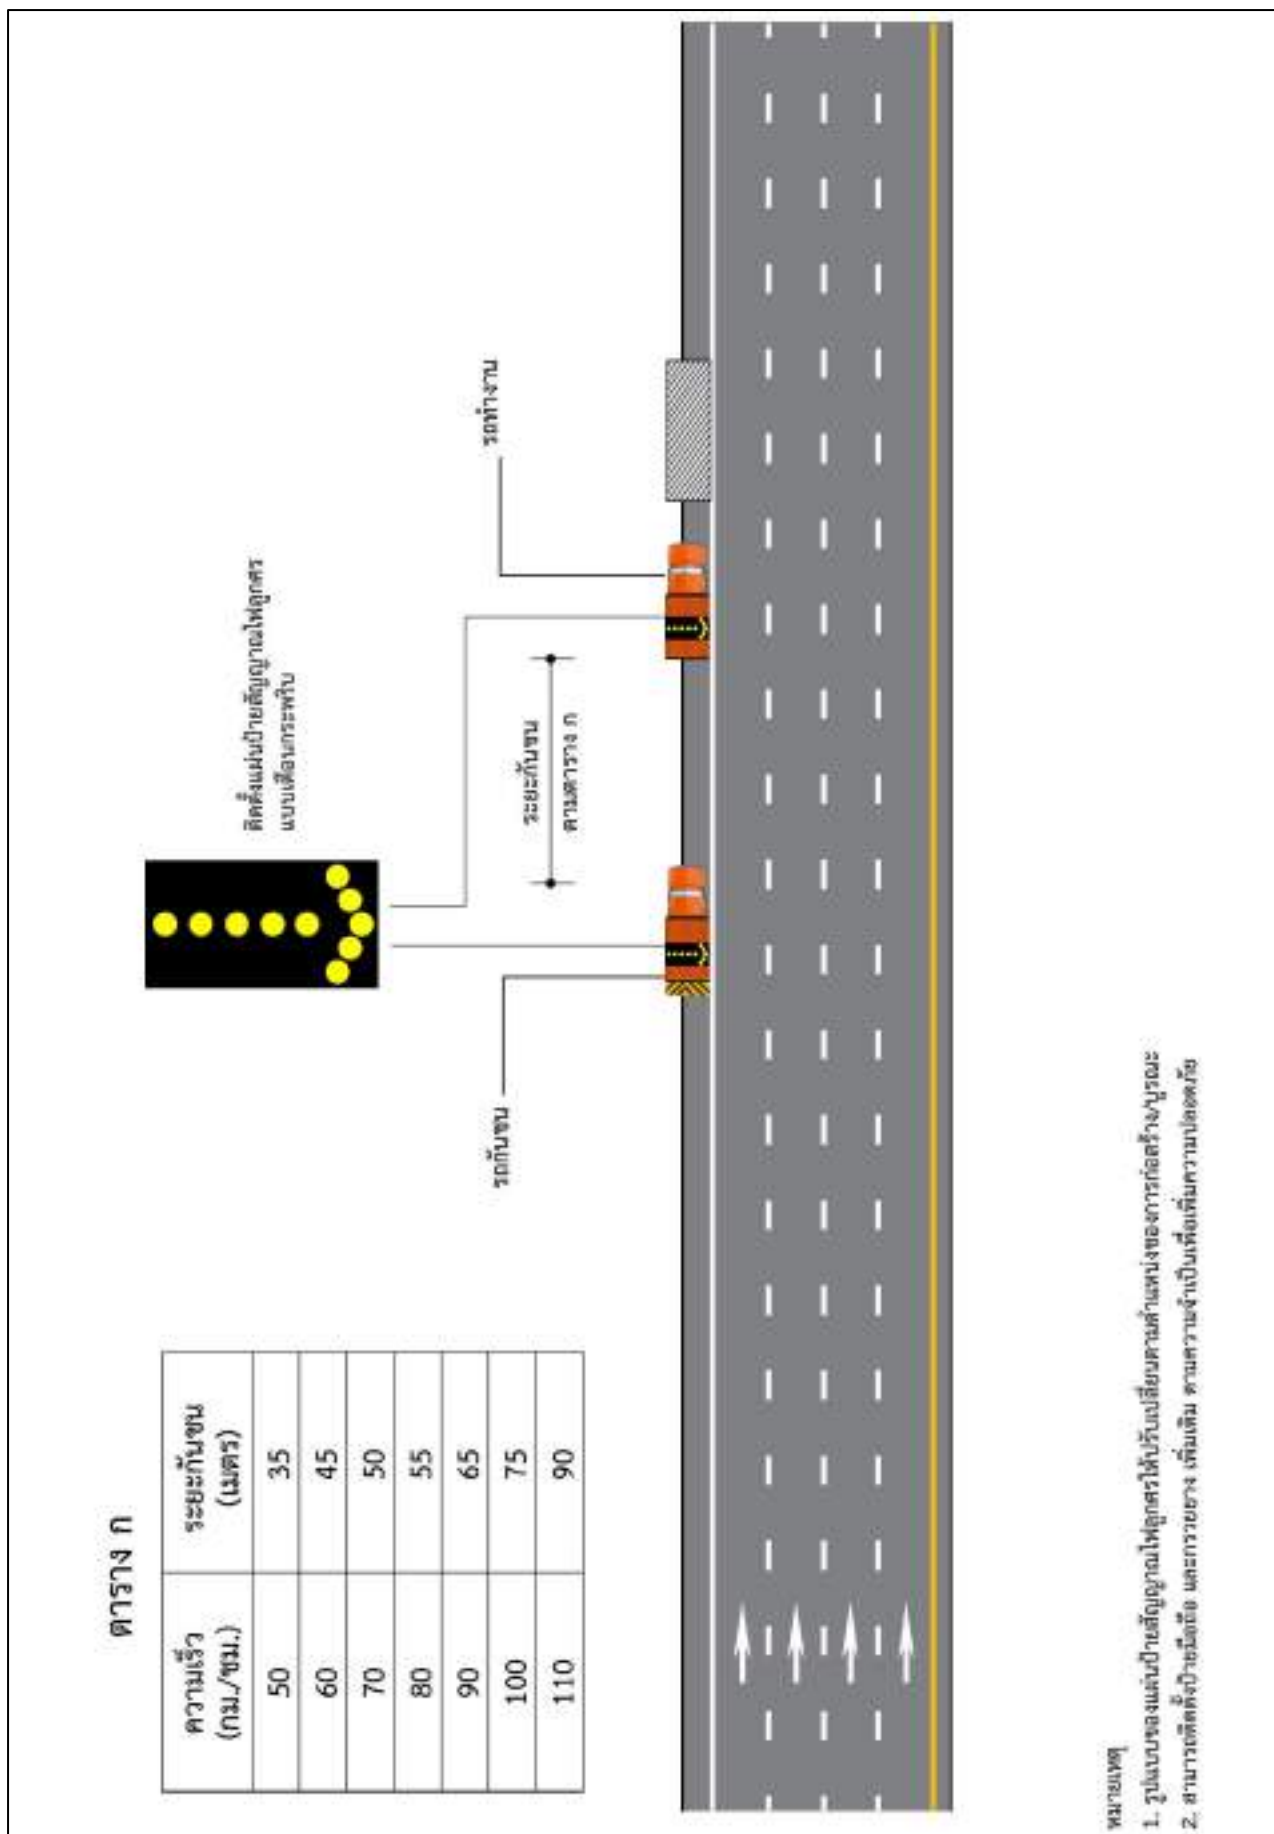 ตาราง ก
ความเร็ว (กม./ชม.) ระยะกันชน (เมตร)
50 35
60 45
70 50
80 55
90 65
100 75
110 90
ติดตั้งแผ่นป้ายสัญญาณไฟลูกศร
แบบเตือนกระพริบ
รถกันชน
ระยะกันชน
ตามตาราง ก
รถทำงาน
หมายเหตุ
1. รูปแบบของแผ่นป้ายสัญญาณไฟลูกศรให้ปรับเปลี่ยนตามตำแหน่งของการก่อสร้าง/บูรณะ
2. สามารถติดตั้งป้ายมือถือ และกรวยยาง เพิ่มเติม ตามความจำเป็นเพื่อเพิ่มความปลอดภัย